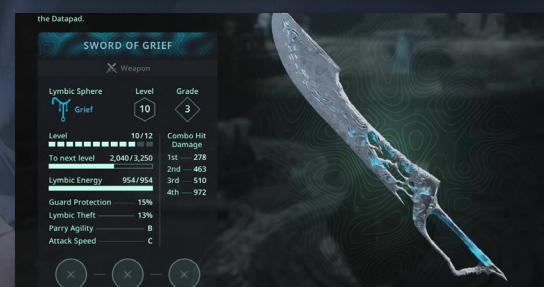 the Datapad.
SWORD OF GRIEF
Weapon
Lymbic Sphere Level Grade
Grief 10 3
Level 10/12
To next level 2,040/3,250
Lymbic Energy 954/954
Guard Protection 15%
Lymbic Theft 13%
Parry Agility B
Attack Speed C
Combo Hit
Damage
1st 278
2nd 463
3rd 510
4th 972